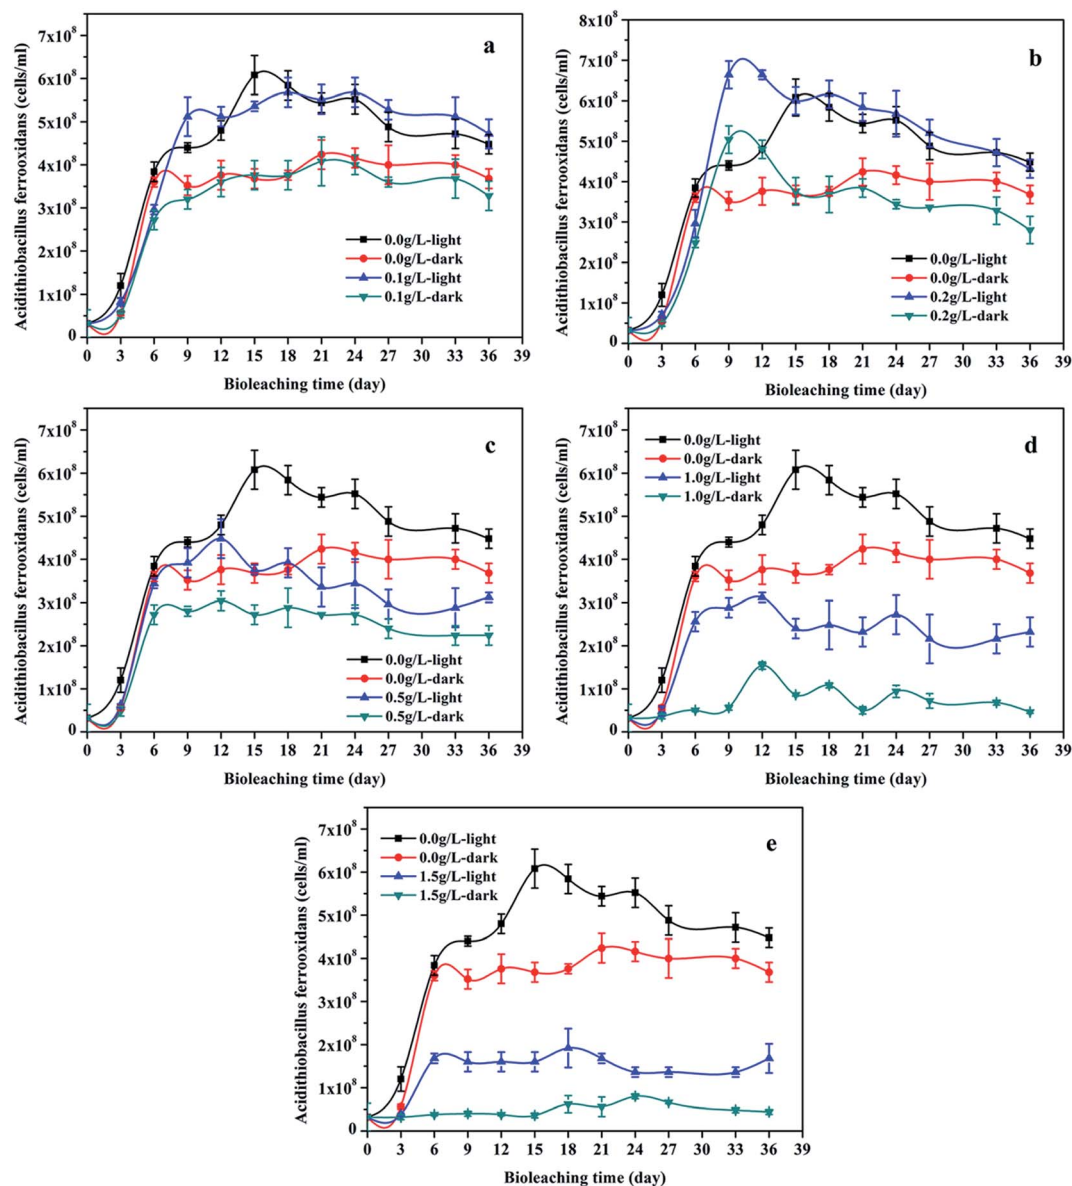 a
Acidithiobacillus ferrooxidans (cells/ml)
7x10⁸
6x10⁸
5x10⁸
4x10⁸
3x10⁸
2x10⁸
1x10⁸
0
0.0g/L-light
0.0g/L-dark
0.1g/L-light
0.1g/L-dark
0 3 6 9 12 15 18 21 24 27 30 33 36 39
Bioleaching time (day)
b
Acidithiobacillus ferrooxidans (cells/ml)
8x10⁸
7x10⁸
6x10⁸
5x10⁸
4x10⁸
3x10⁸
2x10⁸
1x10⁸
0
0.0g/L-light
0.0g/L-dark
0.2g/L-light
0.2g/L-dark
0 3 6 9 12 15 18 21 24 27 30 33 36 39
Bioleaching time (day)
c
Acidithiobacillus ferrooxidans (cells/ml)
7x10⁸
6x10⁸
5x10⁸
4x10⁸
3x10⁸
2x10⁸
1x10⁸
0
0.0g/L-light
0.0g/L-dark
0.5g/L-light
0.5g/L-dark
0 3 6 9 12 15 18 21 24 27 30 33 36 39
Bioleaching time (day)
d
Acidithiobacillus ferrooxidans (cells/ml)
7x10⁸
6x10⁸
5x10⁸
4x10⁸
3x10⁸
2x10⁸
1x10⁸
0
0.0g/L-light
0.0g/L-dark
1.0g/L-light
1.0g/L-dark
0 3 6 9 12 15 18 21 24 27 30 33 36 39
Bioleaching time (day)
e
Acidithiobacillus ferrooxidans (cells/ml)
7x10⁸
6x10⁸
5x10⁸
4x10⁸
3x10⁸
2x10⁸
1x10⁸
0
0.0g/L-light
0.0g/L-dark
1.5g/L-light
1.5g/L-dark
0 3 6 9 12 15 18 21 24 27 30 33 36 39
Bioleaching time (day)